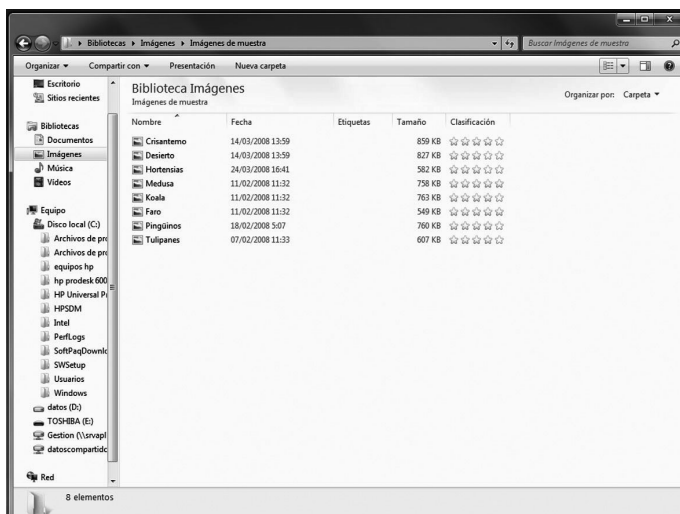 Bibliotecas ▸ Imágenes ▸ Imágenes de muestra
Buscar Imágenes de muestra
Organizar Compartir con Presentación Nueva carpeta
Escritorio
Sitios recientes
Bibliotecas
Documentos
Imágenes
Música
Vídeos
Equipo
Disco local (C:)
Archivos de pro
Archivos de pro
equipos hp
hp prodesk 600
HP Universal Pr
HPSDM
Intel
PerfLogs
SoftPaqDownlc
SWSetup
Usuarios
Windows
datos (D:)
TOSHIBA (E:)
Gestion (\\srvapl
datoscompartidc
Red
Biblioteca Imágenes
Imágenes de muestra
Organizar por: Carpeta
Nombre Fecha Etiquetas Tamaño Clasificación
Crisantemo 14/03/2008 13:59 859 KB
Desierto 14/03/2008 13:59 827 KB
Hortensias 24/03/2008 16:41 582 KB
Medusa 11/02/2008 11:32 758 KB
Koala 11/02/2008 11:32 763 KB
Faro 11/02/2008 11:32 549 KB
Pingüinos 18/02/2008 5:07 760 KB
Tulipanes 07/02/2008 11:33 607 KB
8 elementos